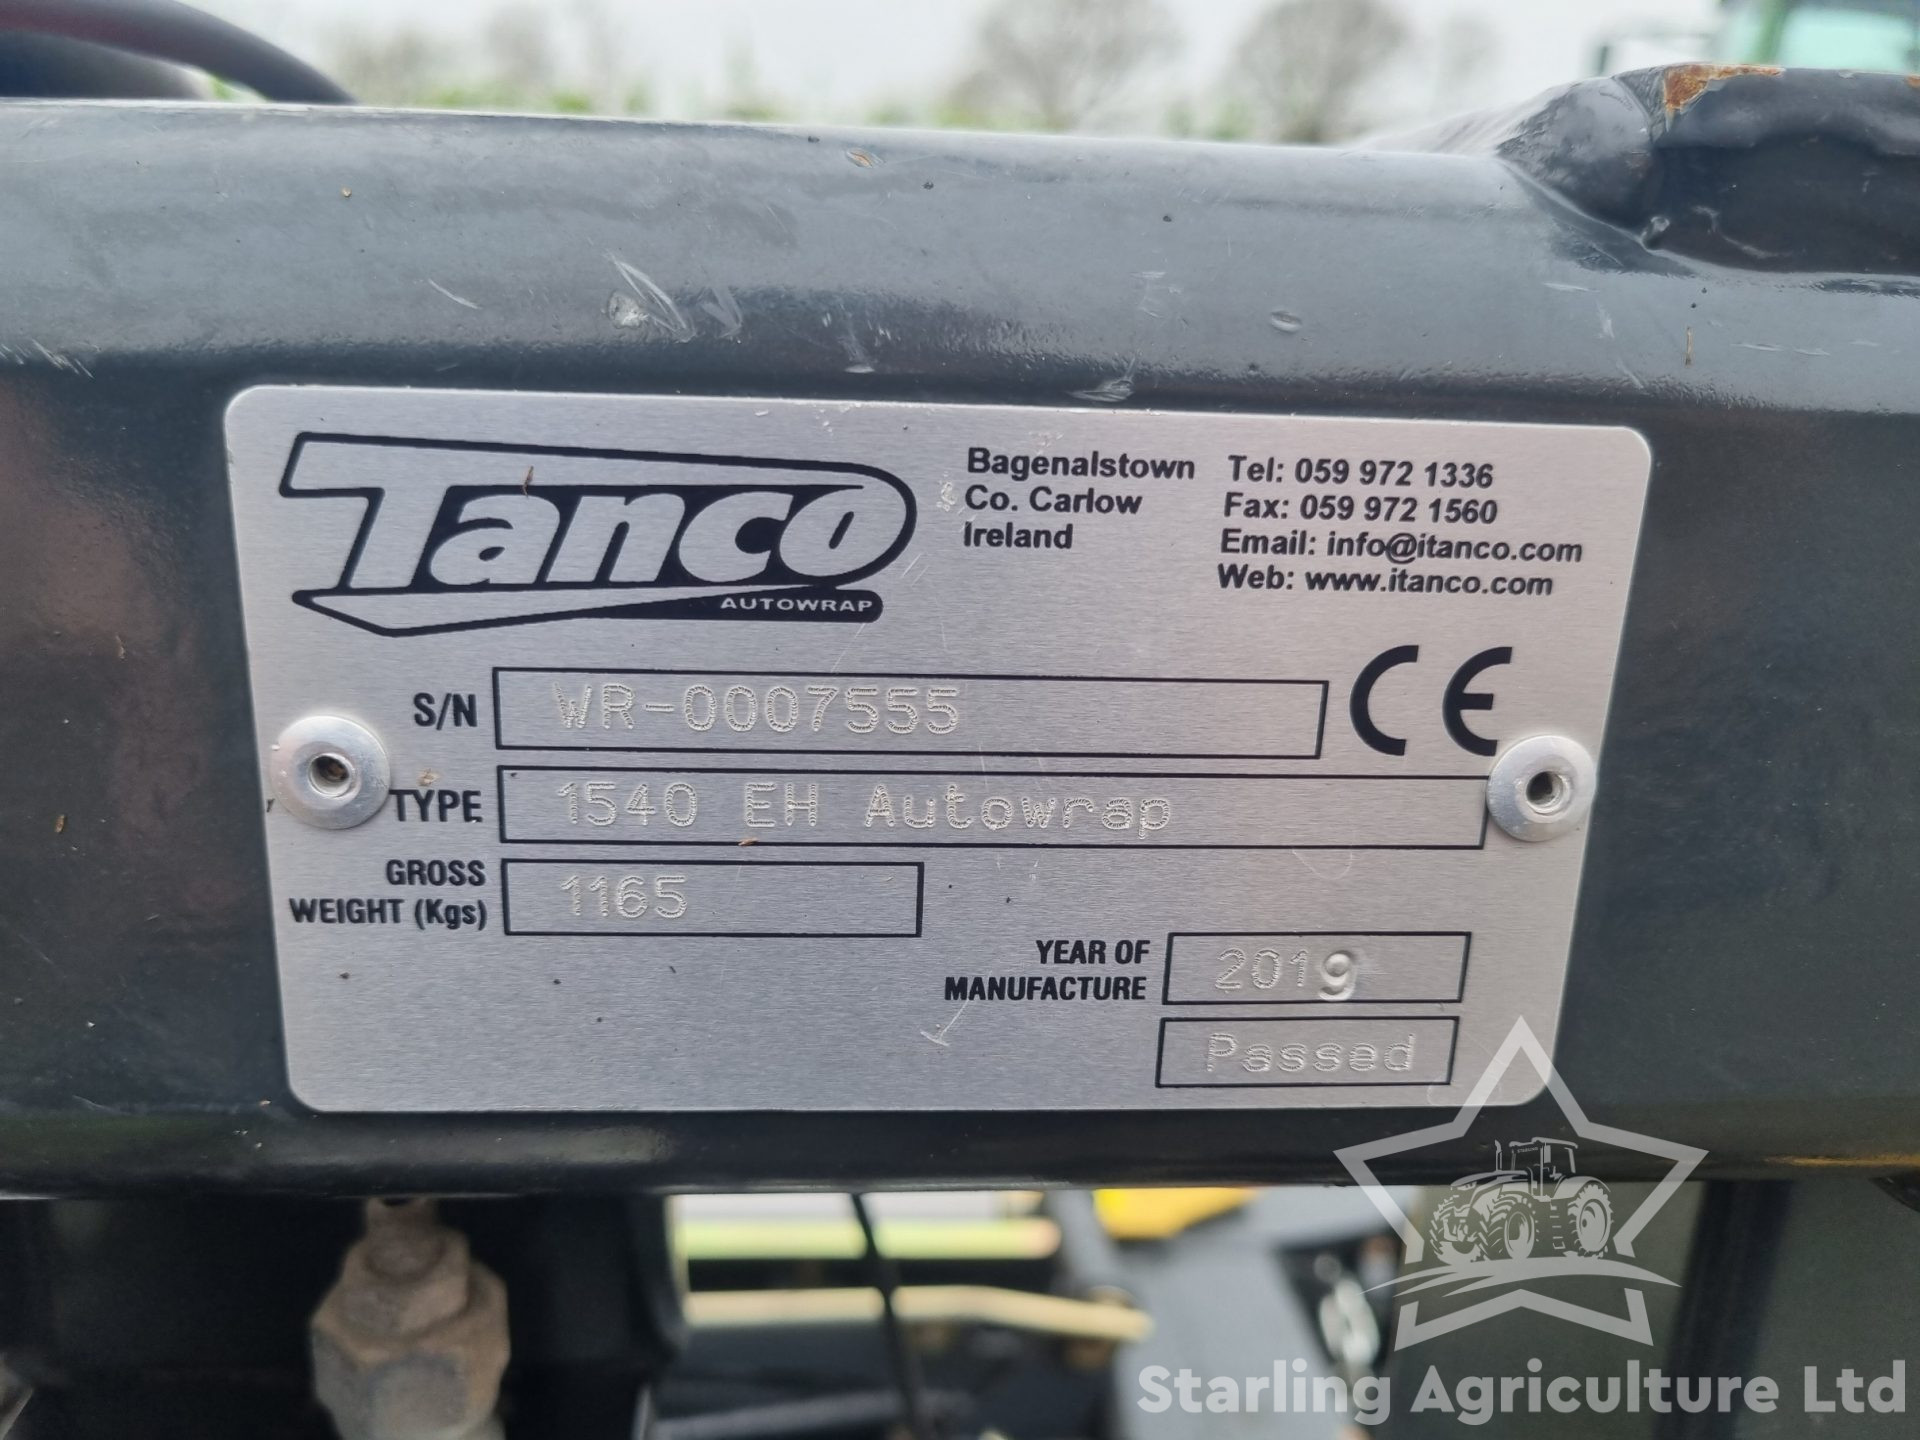 Tanco
AUTOWRAP
Bagenalstown
Co. Carlow
Ireland
Tel: 059 972 1336
Fax: 059 972 1560
Email: info@itanco.com
Web: www.itanco.com
S/N WR-0007555
CE
TYPE 1540 EH Autowrap
GROSS
WEIGHT (Kgs) 1165
YEAR OF
MANUFACTURE 2019
Passed
Starling Agriculture Ltd